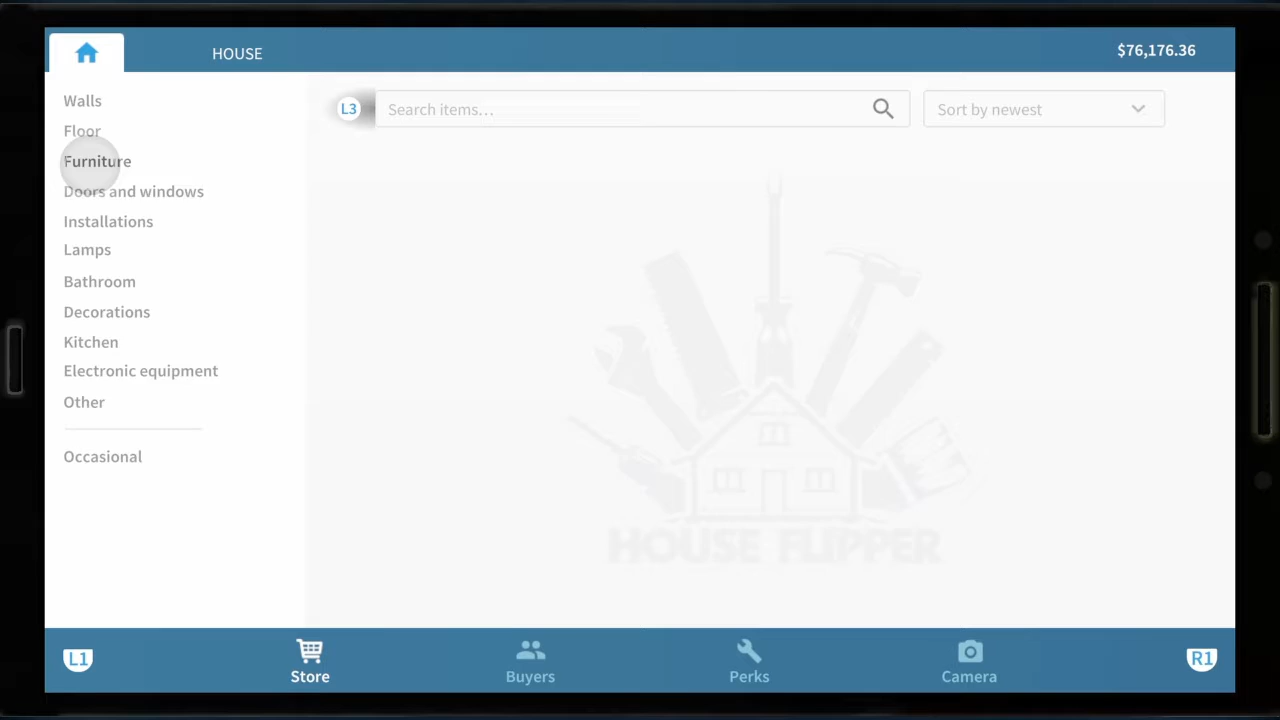 HOUSE
$76,176.36
Walls
Floor
Furniture
Doors and windows
Installations
Lamps
Bathroom
Decorations
Kitchen
Electronic equipment
Other
Occasional
L3
Search items...
Sort by newest
HOUSE FLIPPER
L1
Store
Buyers
Perks
Camera
R1